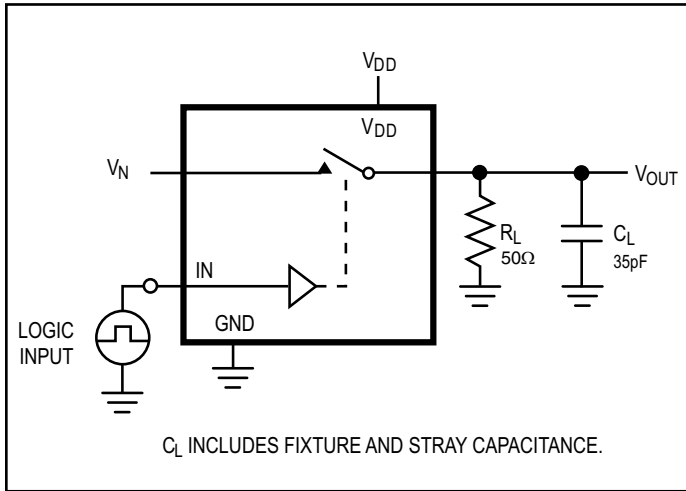 VDD
VDD
VN
VOUT
RL
50Ω
CL
35pF
IN
GND
LOGIC
INPUT
CL INCLUDES FIXTURE AND STRAY CAPACITANCE.